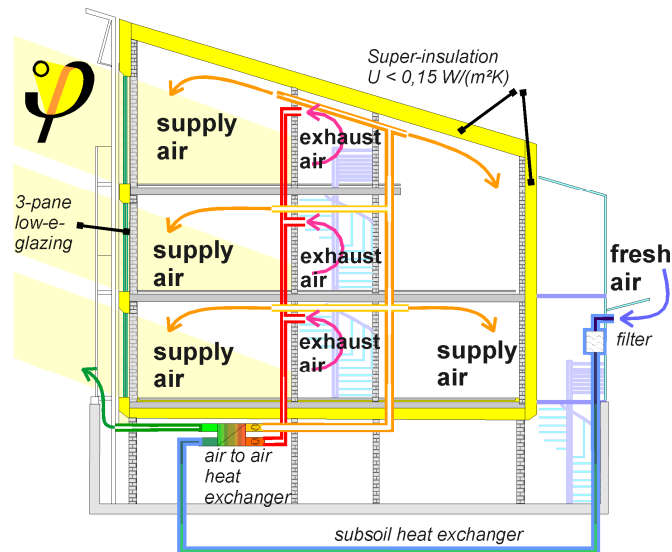 Super-insulation
U < 0,15 W/(m²K)
supply
air
exhaust
air
3-pane
low-e-
glazing
supply
air
exhaust
air
fresh
air
filter
supply
air
exhaust
air
supply
air
air to air
heat
exchanger
subsoil heat exchanger